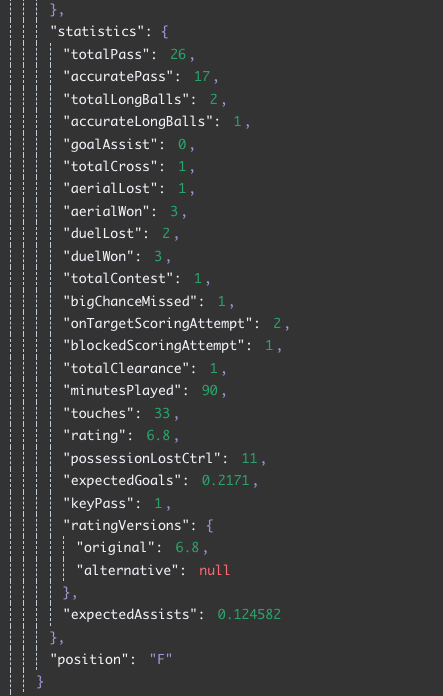 },
"statistics": {
"totalPass": 26,
"accuratePass": 17,
"totalLongBalls": 2,
"accurateLongBalls": 1,
"goalAssist": 0,
"totalCross": 1,
"aerialLost": 1,
"aerialWon": 3,
"duelLost": 2,
"duelWon": 3,
"totalContest": 1,
"bigChanceMissed": 1,
"onTargetScoringAttempt": 2,
"blockedScoringAttempt": 1,
"totalClearance": 1,
"minutesPlayed": 90,
"touches": 33,
"rating": 6.8,
"possessionLostCtrl": 11,
"expectedGoals": 0.2171,
"keyPass": 1,
"ratingVersions": {
"original": 6.8,
"alternative": null
},
"expectedAssists": 0.124582
},
"position": "F"
}